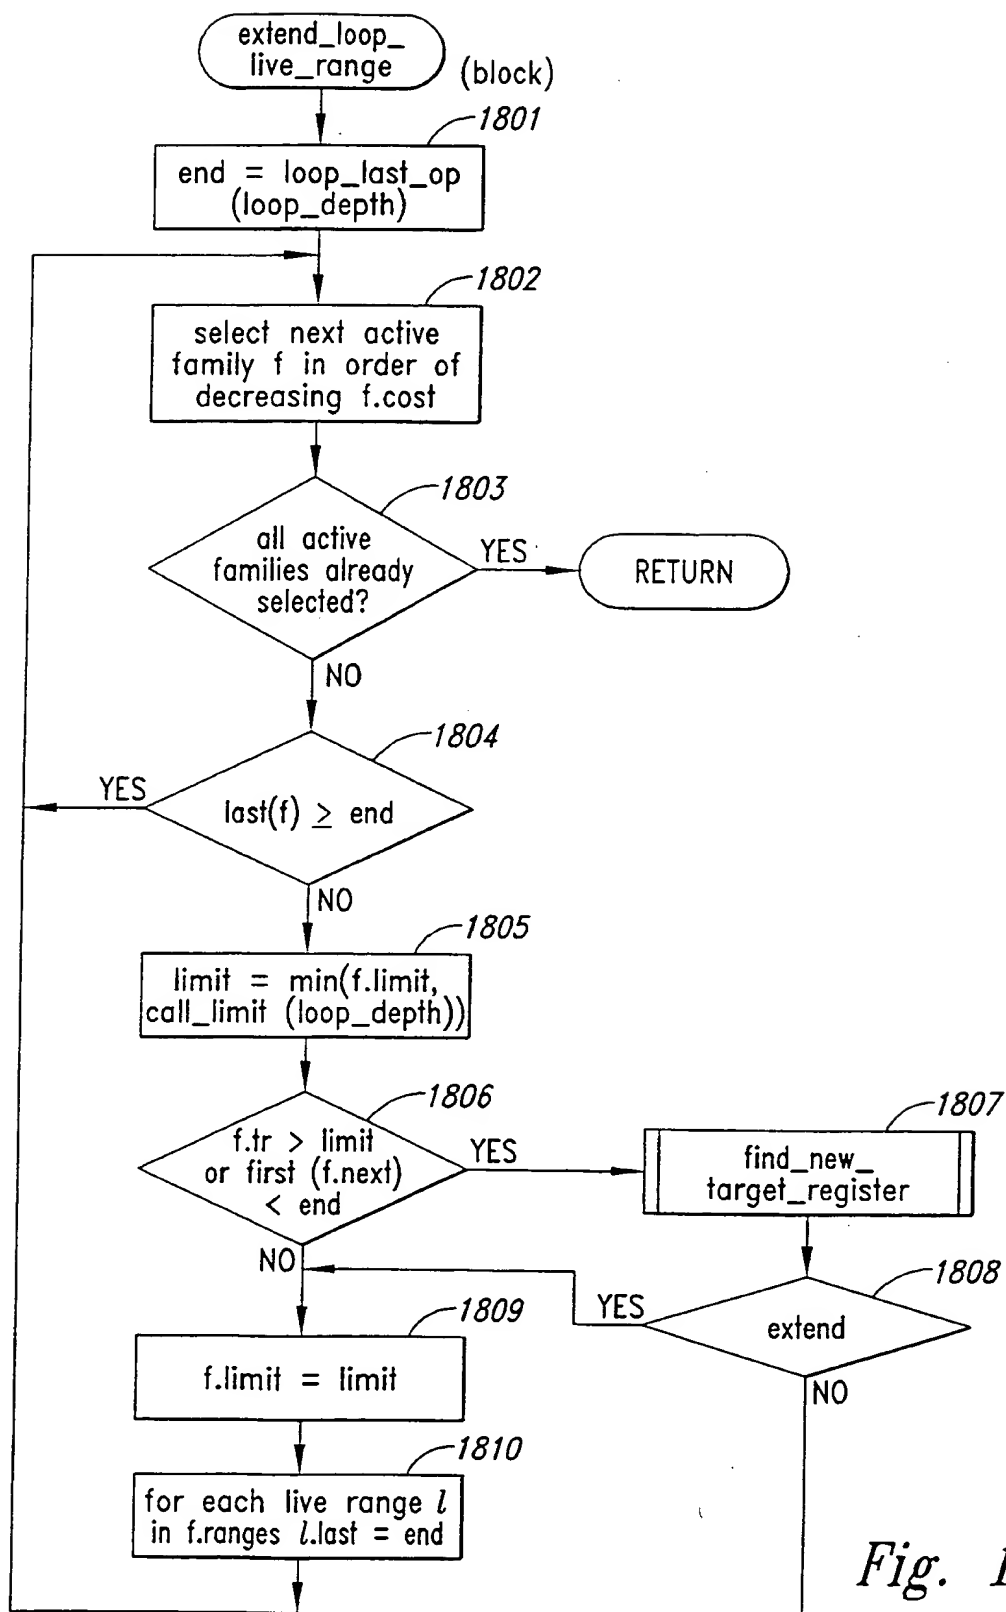 extend_loop_
live_range
(block)
1801
end = loop_last_op
(loop_depth)
1802
select next active
family f in order of
decreasing f.cost
1803
all active
families already
selected?
YES
RETURN
NO
1804
YES
last(f) ≥ end
NO
1805
limit = min(f.limit,
call_limit (loop_depth))
1806
f.tr > limit
or first (f.next)
< end
YES
1807
find_new_
target_register
NO
1808
YES
extend
NO
1809
f.limit = limit
1810
for each live range l
in f.ranges l.last = end
Fig. 1